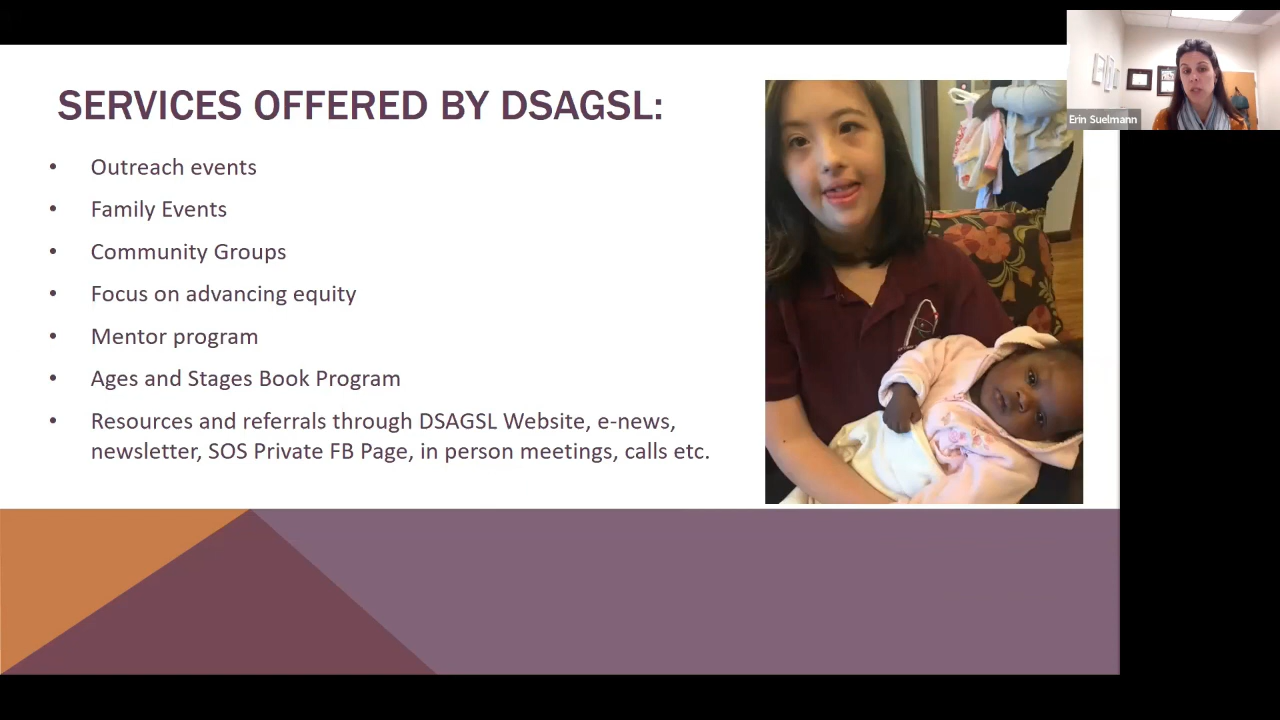 SERVICES OFFERED BY DSAGSL:
• Outreach events
• Family Events
• Community Groups
• Focus on advancing equity
• Mentor program
• Ages and Stages Book Program
• Resources and referrals through DSAGSL Website, e-news,
newsletter, SOS Private FB Page, in person meetings, calls etc.
Erin Suelmann